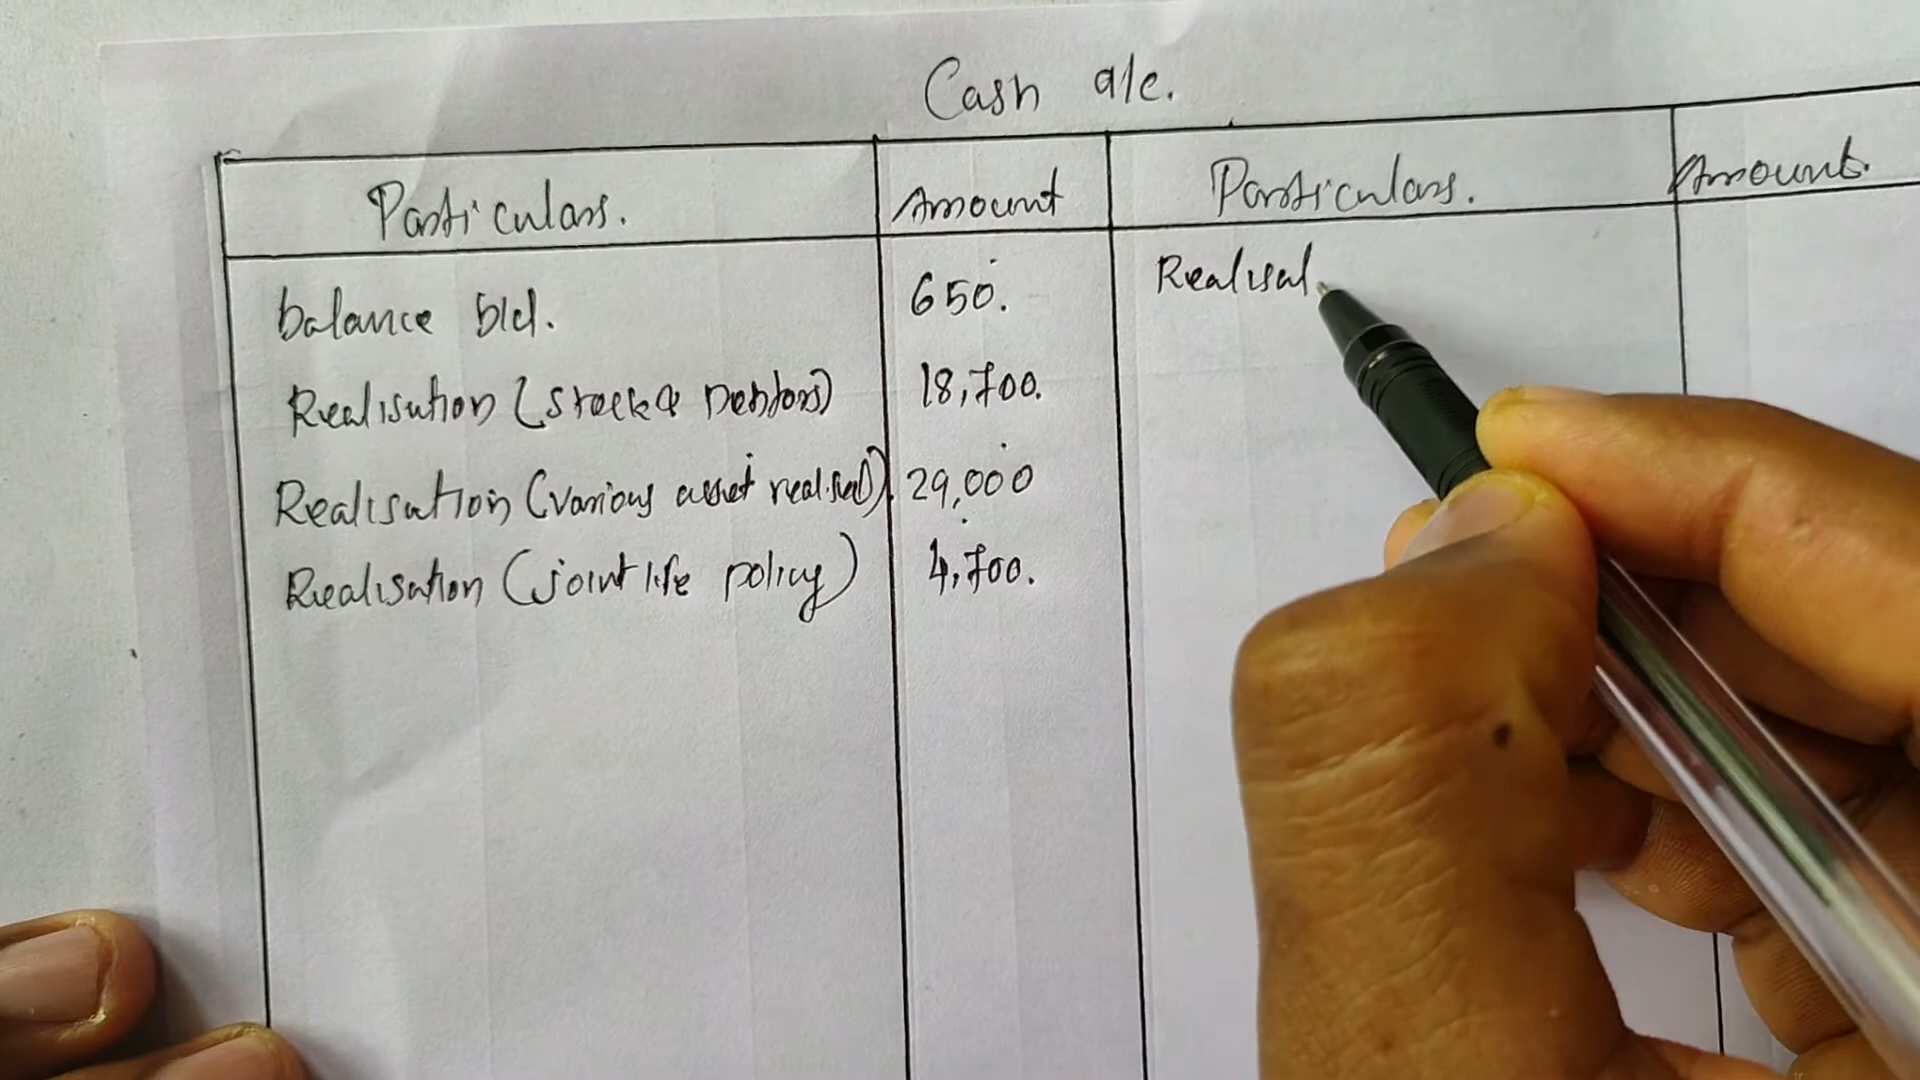 Cash a/c.
Particulars. Amount Particulars. Amount.
balance b/d. 650. Realisat
Realisation (stock & Debtors) 18,700.
Realisation (various asset realised). 29,000
Realisation (joint life policy) 4,700.